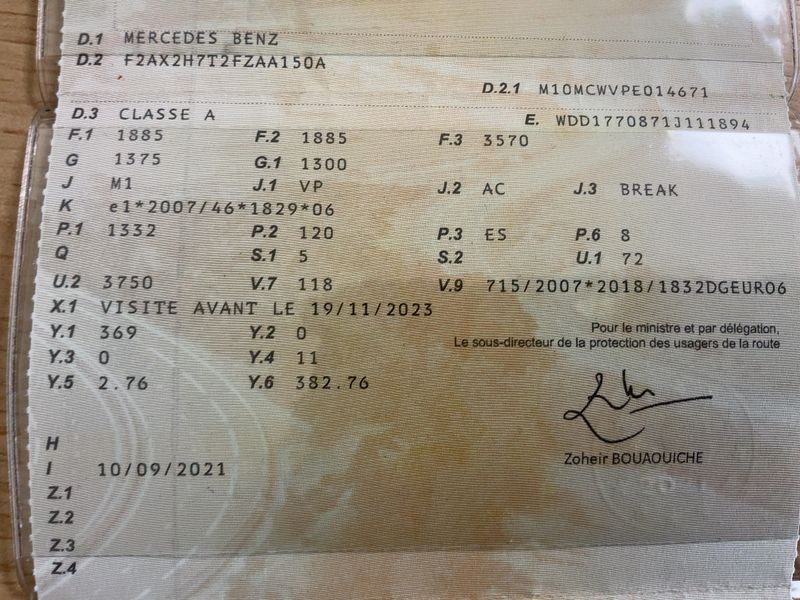 D.1 MERCEDES BENZ
D.2 F2AX2H7T2FZAA150A
D.2.1 M10MCWVPE014671
D.3 CLASSE A
E. WDD1770871J111894
F.1 1885 F.2 1885 F.3 3570
G 1375 G.1 1300
J M1 J.1 VP J.2 AC J.3 BREAK
K e1*2007/46*1829*06
P.1 1332 P.2 120 P.3 ES P.6 8
Q S.1 5 S.2 U.1 72
U.2 3750 V.7 118 V.9 715/2007*2018/1832DGEURO6
X.1 VISITE AVANT LE 19/11/2023
Y.1 369 Y.2 0
Y.3 0 Y.4 11
Y.5 2.76 Y.6 382.76
Pour le ministre et par délégation,
Le sous-directeur de la protection des usagers de la route
Zoheir BOUAOUICHE
H
I 10/09/2021
Z.1
Z.2
Z.3
Z.4